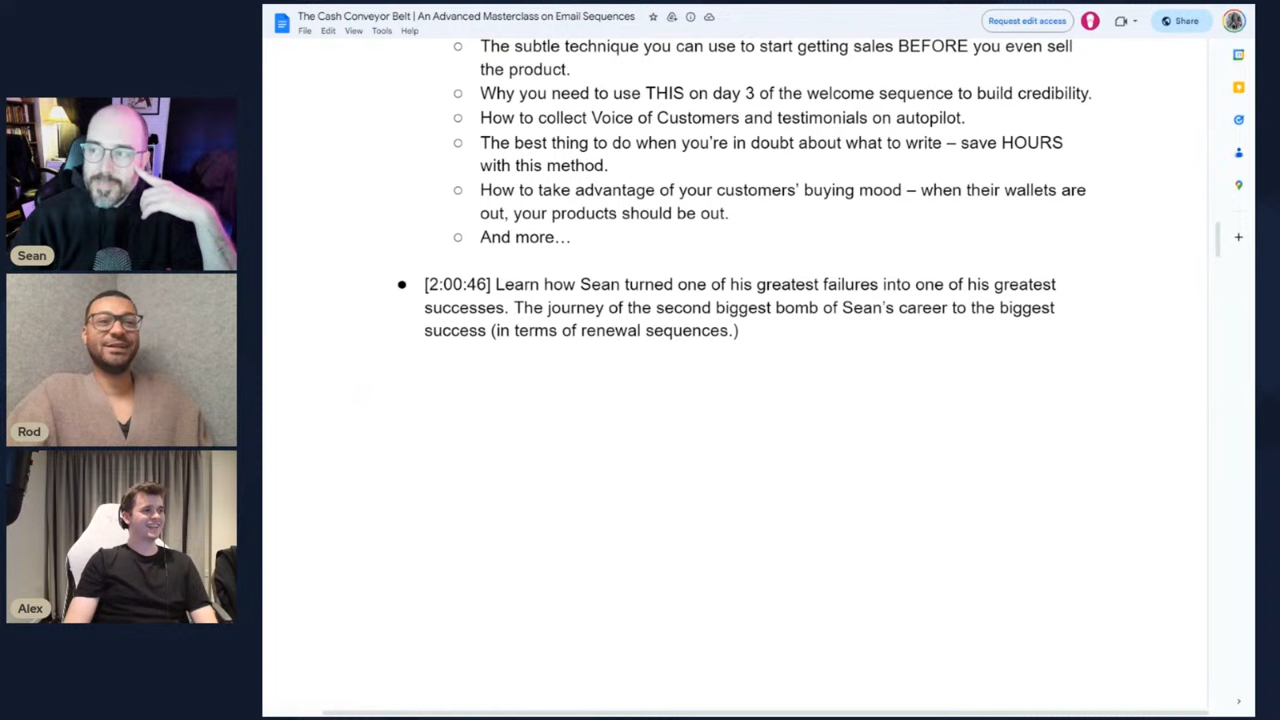 The Cash Conveyor Belt | An Advanced Masterclass on Email Sequences
File Edit View Tools Help
Request edit access
Share
The subtle technique you can use to start getting sales BEFORE you even sell
the product.
Why you need to use THIS on day 3 of the welcome sequence to build credibility.
How to collect Voice of Customers and testimonials on autopilot.
The best thing to do when you’re in doubt about what to write – save HOURS
with this method.
How to take advantage of your customers’ buying mood – when their wallets are
out, your products should be out.
And more…
[2:00:46] Learn how Sean turned one of his greatest failures into one of his greatest
successes. The journey of the second biggest bomb of Sean’s career to the biggest
success (in terms of renewal sequences.)
Sean
Rod
Alex